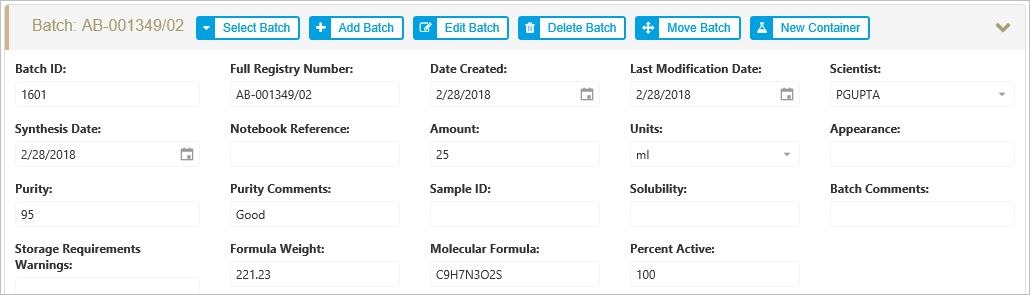 Batch: AB-001349/02 Select Batch Add Batch Edit Batch Delete Batch Move Batch New Container
Batch ID: Full Registry Number: Date Created: Last Modification Date: Scientist:
1601 AB-001349/02 2/28/2018 2/28/2018 PGUPTA
Synthesis Date: Notebook Reference: Amount: Units: Appearance:
2/28/2018 25 ml
Purity: Purity Comments: Sample ID: Solubility: Batch Comments:
95 Good
Storage Requirements Formula Weight: Molecular Formula: Percent Active:
Warnings:
221.23 C9H7N3O2S 100